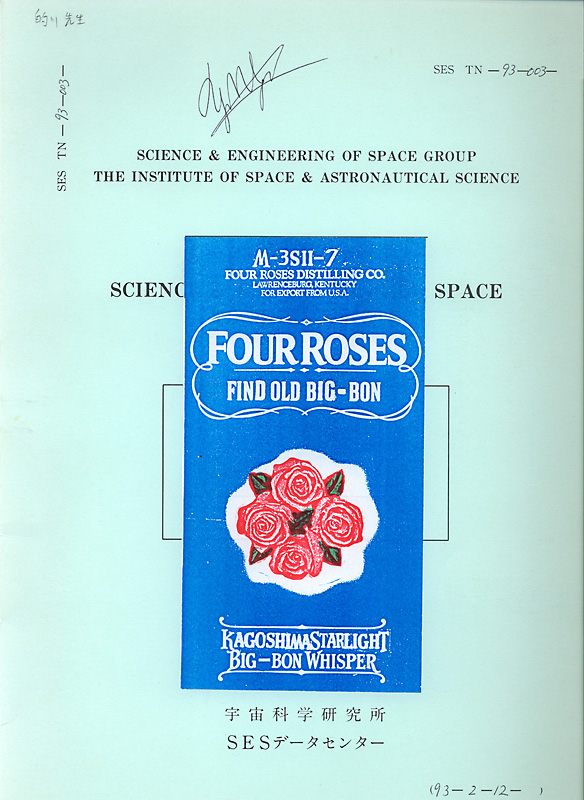 的川先生
SES TN —93—003—
SES TN —93—003—
SCIENCE & ENGINEERING OF SPACE GROUP
THE INSTITUTE OF SPACE & ASTRONAUTICAL SCIENCE
M-3SII-7
FOUR ROSES DISTILLING CO.
LAWRENCEBURG, KENTUCKY
FOR EXPORT FROM U.S.A.
SCIENC SPACE
FOUR ROSES
FIND OLD BIG-BON
KAGOSHIMA STARLIGHT
BIG-BON WHISPER
宇宙科学研究所
SESデータセンター
(93—2—12— )